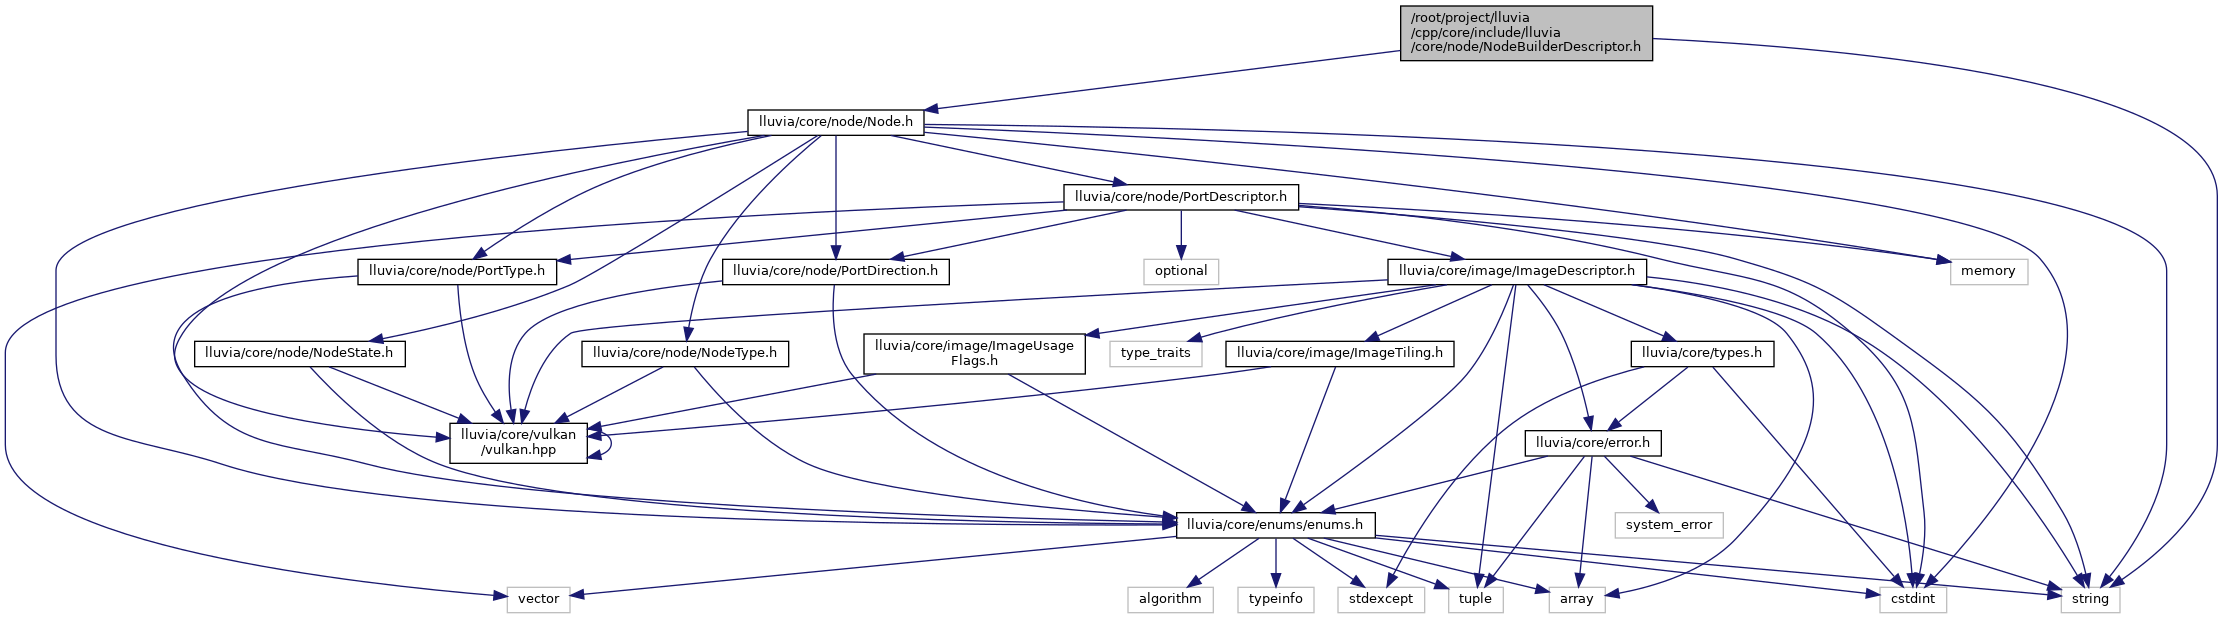 /root/project/lluvia
/cpp/core/include/lluvia
/core/node/NodeBuilderDescriptor.h
lluvia/core/node/Node.h
lluvia/core/node/PortDescriptor.h
lluvia/core/node/PortType.h
lluvia/core/node/PortDirection.h
optional
lluvia/core/image/ImageDescriptor.h
memory
lluvia/core/node/NodeState.h
lluvia/core/node/NodeType.h
lluvia/core/image/ImageUsage
Flags.h
type_traits
lluvia/core/image/ImageTiling.h
lluvia/core/types.h
lluvia/core/vulkan
/vulkan.hpp
lluvia/core/error.h
lluvia/core/enums/enums.h
system_error
vector
algorithm
typeinfo
stdexcept
tuple
array
cstdint
string